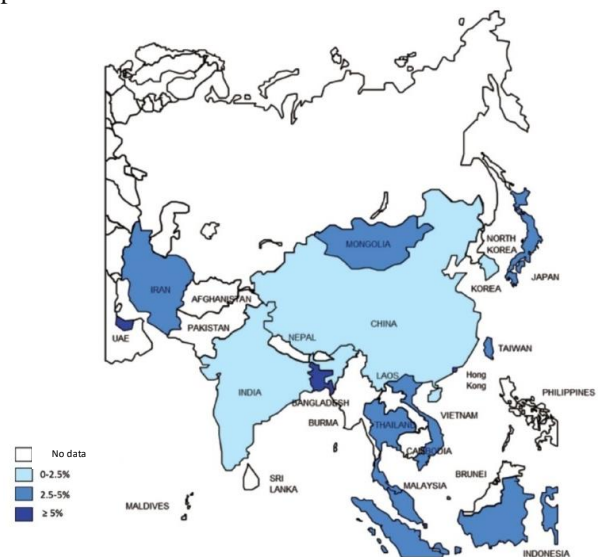 MONGOLIA
NORTH
KOREA
JAPAN
KOREA
IRAN
AFGHANISTAN
PAKISTAN
UAE
CHINA
NEPAL
TAIWAN
Hong
Kong
LAOS
INDIA
BANGLADESH
BURMA
VIETNAM
PHILIPPINES
THAILAND
CAMBODIA
No data
0-2.5%
2.5-5%
≥ 5%
SRI
LANKA
MALDIVES
MALAYSIA
BRUNEI
INDONESIA